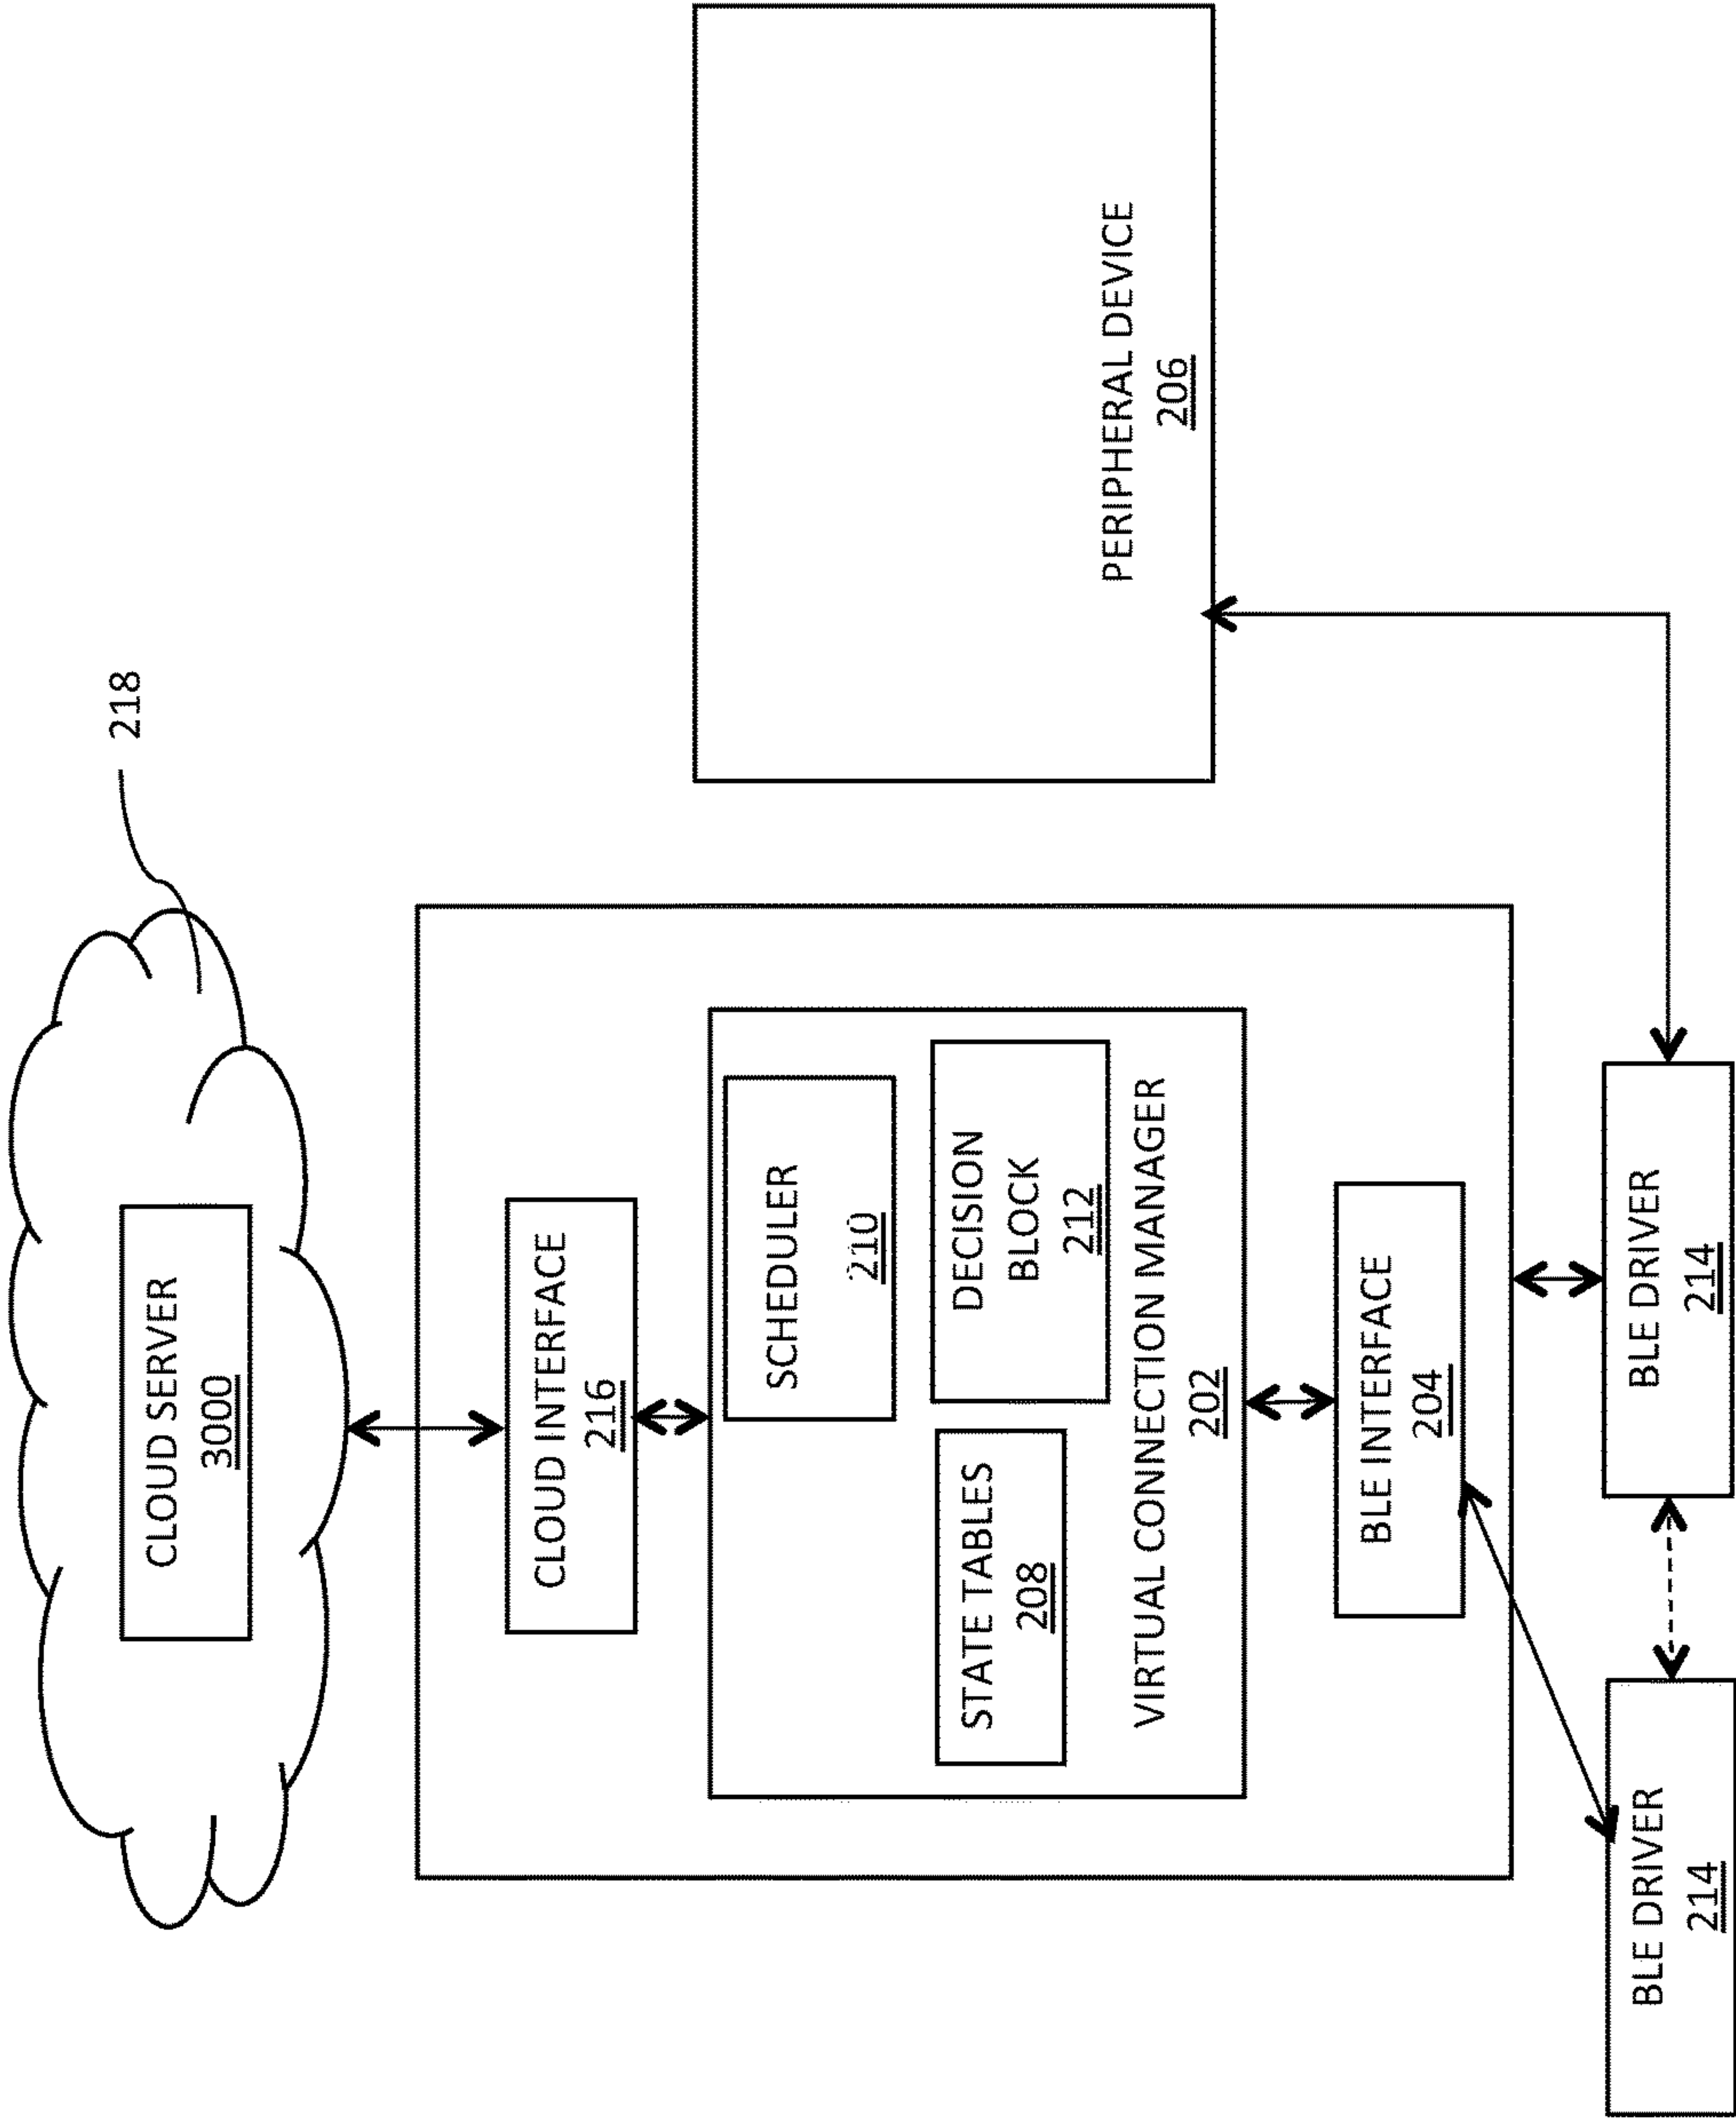 218
CLOUD SERVER
3000
CLOUD INTERFACE
216
SCHEDULER
210
STATE TABLES
208
DECISION
BLOCK
212
VIRTUAL CONNECTION MANAGER
202
BLE INTERFACE
204
PERIPHERAL DEVICE
206
BLE DRIVER
214
BLE DRIVER
214